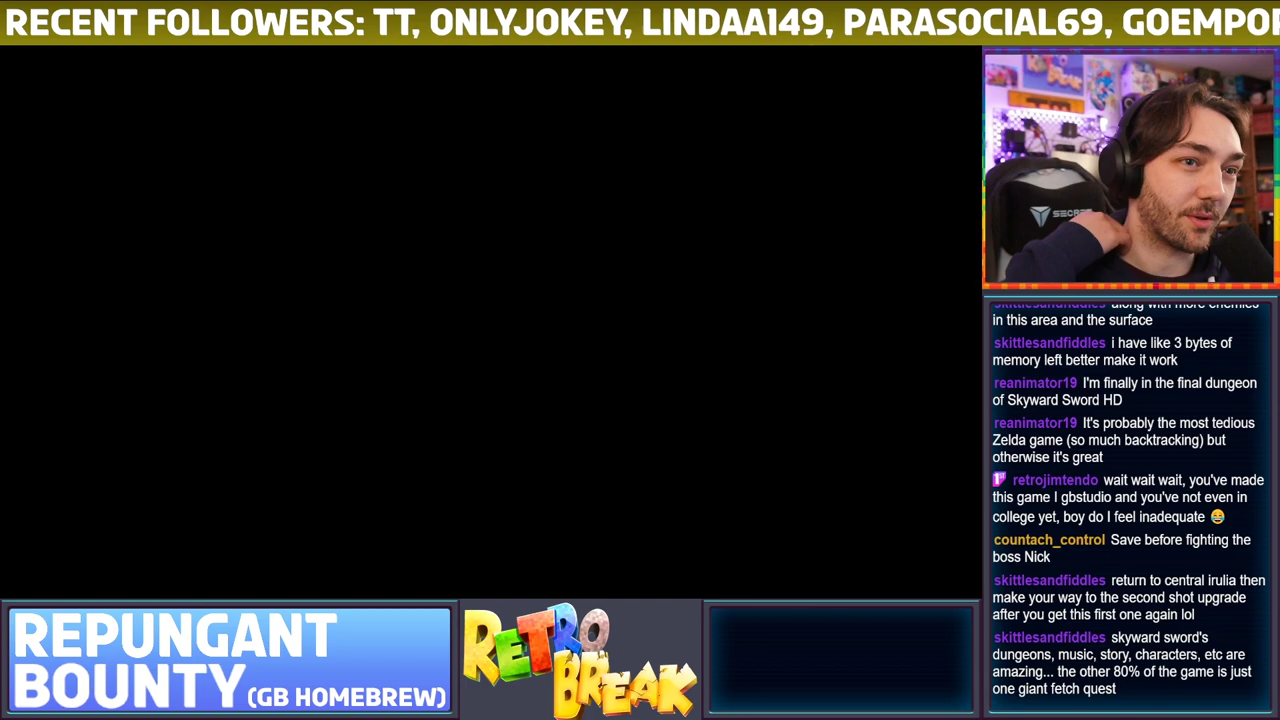 RECENT FOLLOWERS: TT, ONLYJOKEY, LINDAA149, PARASOCIAL69,
SECRE
skittlesandfiddles along with more enemies
in this area and the surface
skittlesandfiddles i have like 3 bytes of
memory left better make it work
reanimator19 I'm finally in the final dungeon
of Skyward Sword HD
reanimator19 It's probably the most tedious
Zelda game (so much backtracking) but
otherwise it's great
retrojimtendo wait wait wait, you've made
this game I gbstudio and you've not even in
college yet, boy do I feel inadequate 😂
countach_control Save before fighting the
boss Nick
skittlesandfiddles return to central irulia then
make your way to the second shot upgrade
after you get this first one again lol
skittlesandfiddles skyward sword's
dungeons, music, story, characters, etc are
amazing... the other 80% of the game is just
one giant fetch quest
REPUNGANT
BOUNTY (GB HOMEBREW)
RETRO
BREAK